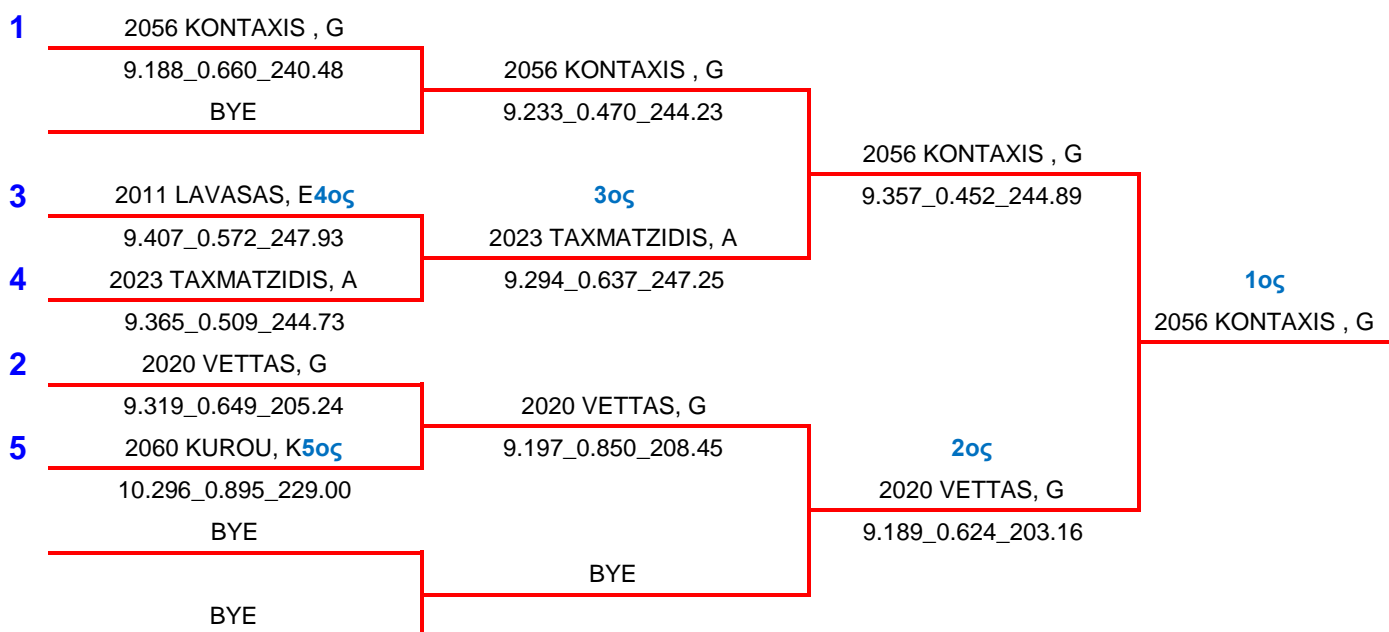 1 2056 KONTAXIS , G
9.188_0.660_240.48 2056 KONTAXIS , G
BYE 9.233_0.470_244.23
2056 KONTAXIS , G
3 2011 LAVASAS, E4ος 3ος 9.357_0.452_244.89
9.407_0.572_247.93 2023 TAXMATZIDIS, A
4 2023 TAXMATZIDIS, A 9.294_0.637_247.25 1ος
9.365_0.509_244.73 2056 KONTAXIS , G
2 2020 VETTAS, G
9.319_0.649_205.24 2020 VETTAS, G
5 2060 KUROU, K5ος 9.197_0.850_208.45 2ος
10.296_0.895_229.00 2020 VETTAS, G
BYE 9.189_0.624_203.16
BYE
BYE